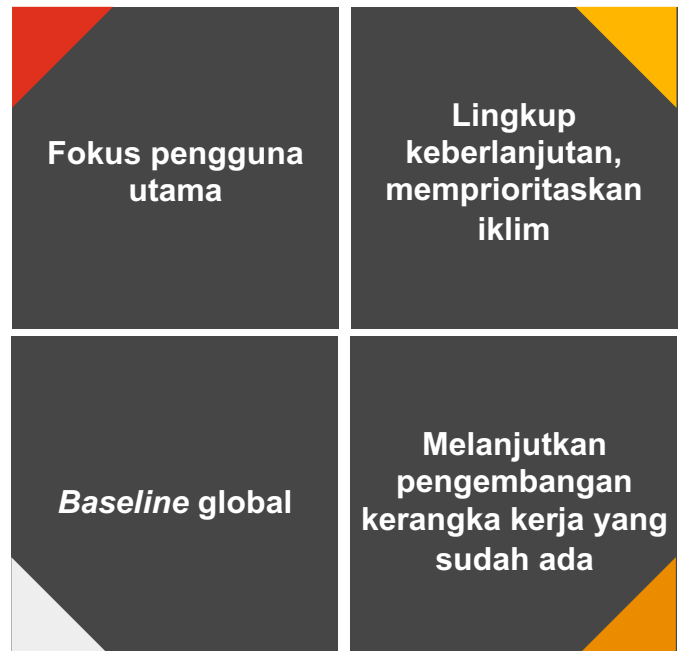 Fokus pengguna
utama
Lingkup
keberlanjutan,
memprioritaskan
iklim
Baseline global
Melanjutkan
pengembangan
kerangka kerja yang
sudah ada